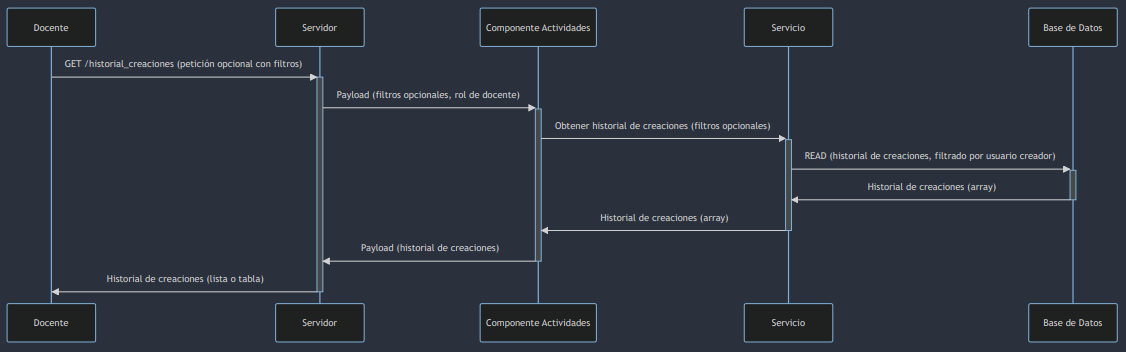 Docente
Servidor
Componente Actividades
Servicio
Base de Datos
GET /historial_creaciones (petición opcional con filtros)
Payload (filtros opcionales, rol de docente)
Obtener historial de creaciones (filtros opcionales)
READ (historial de creaciones, filtrado por usuario creador)
Historial de creaciones (array)
Historial de creaciones (array)
Payload (historial de creaciones)
Historial de creaciones (lista o tabla)
Docente
Servidor
Componente Actividades
Servicio
Base de Datos